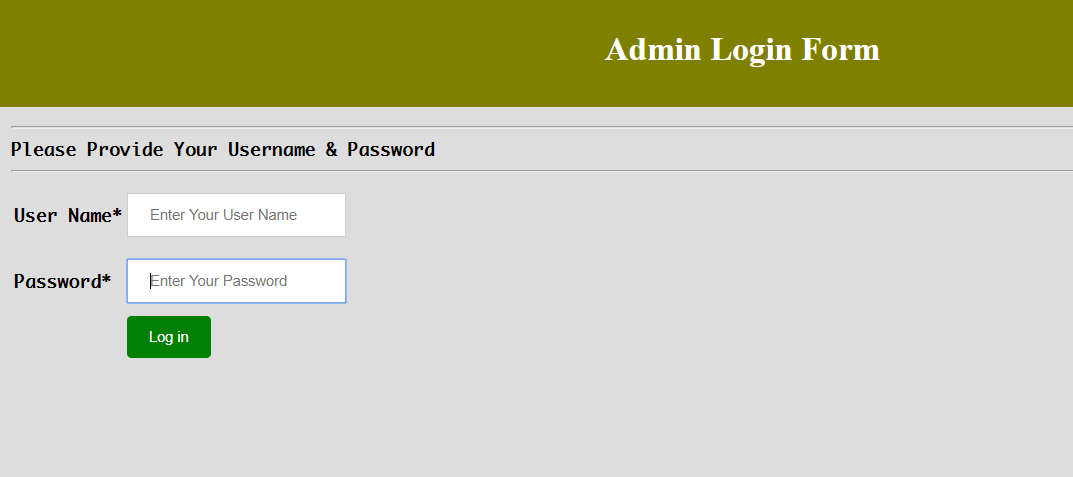 Admin Login Form
Please Provide Your Username & Password
User Name* Enter Your User Name
Password* Enter Your Password
Log in